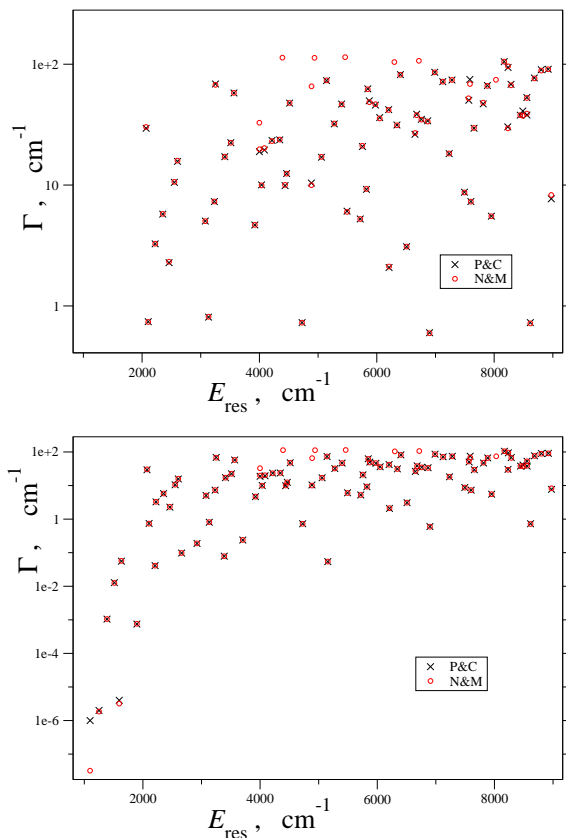 1e+2
10
1
Γ , cm-1
P&C
N&M
2000 4000 6000 8000
Eres , cm-1
1e+2
1
1e-2
1e-4
1e-6
Γ , cm-1
P&C
N&M
2000 4000 6000 8000
Eres , cm-1